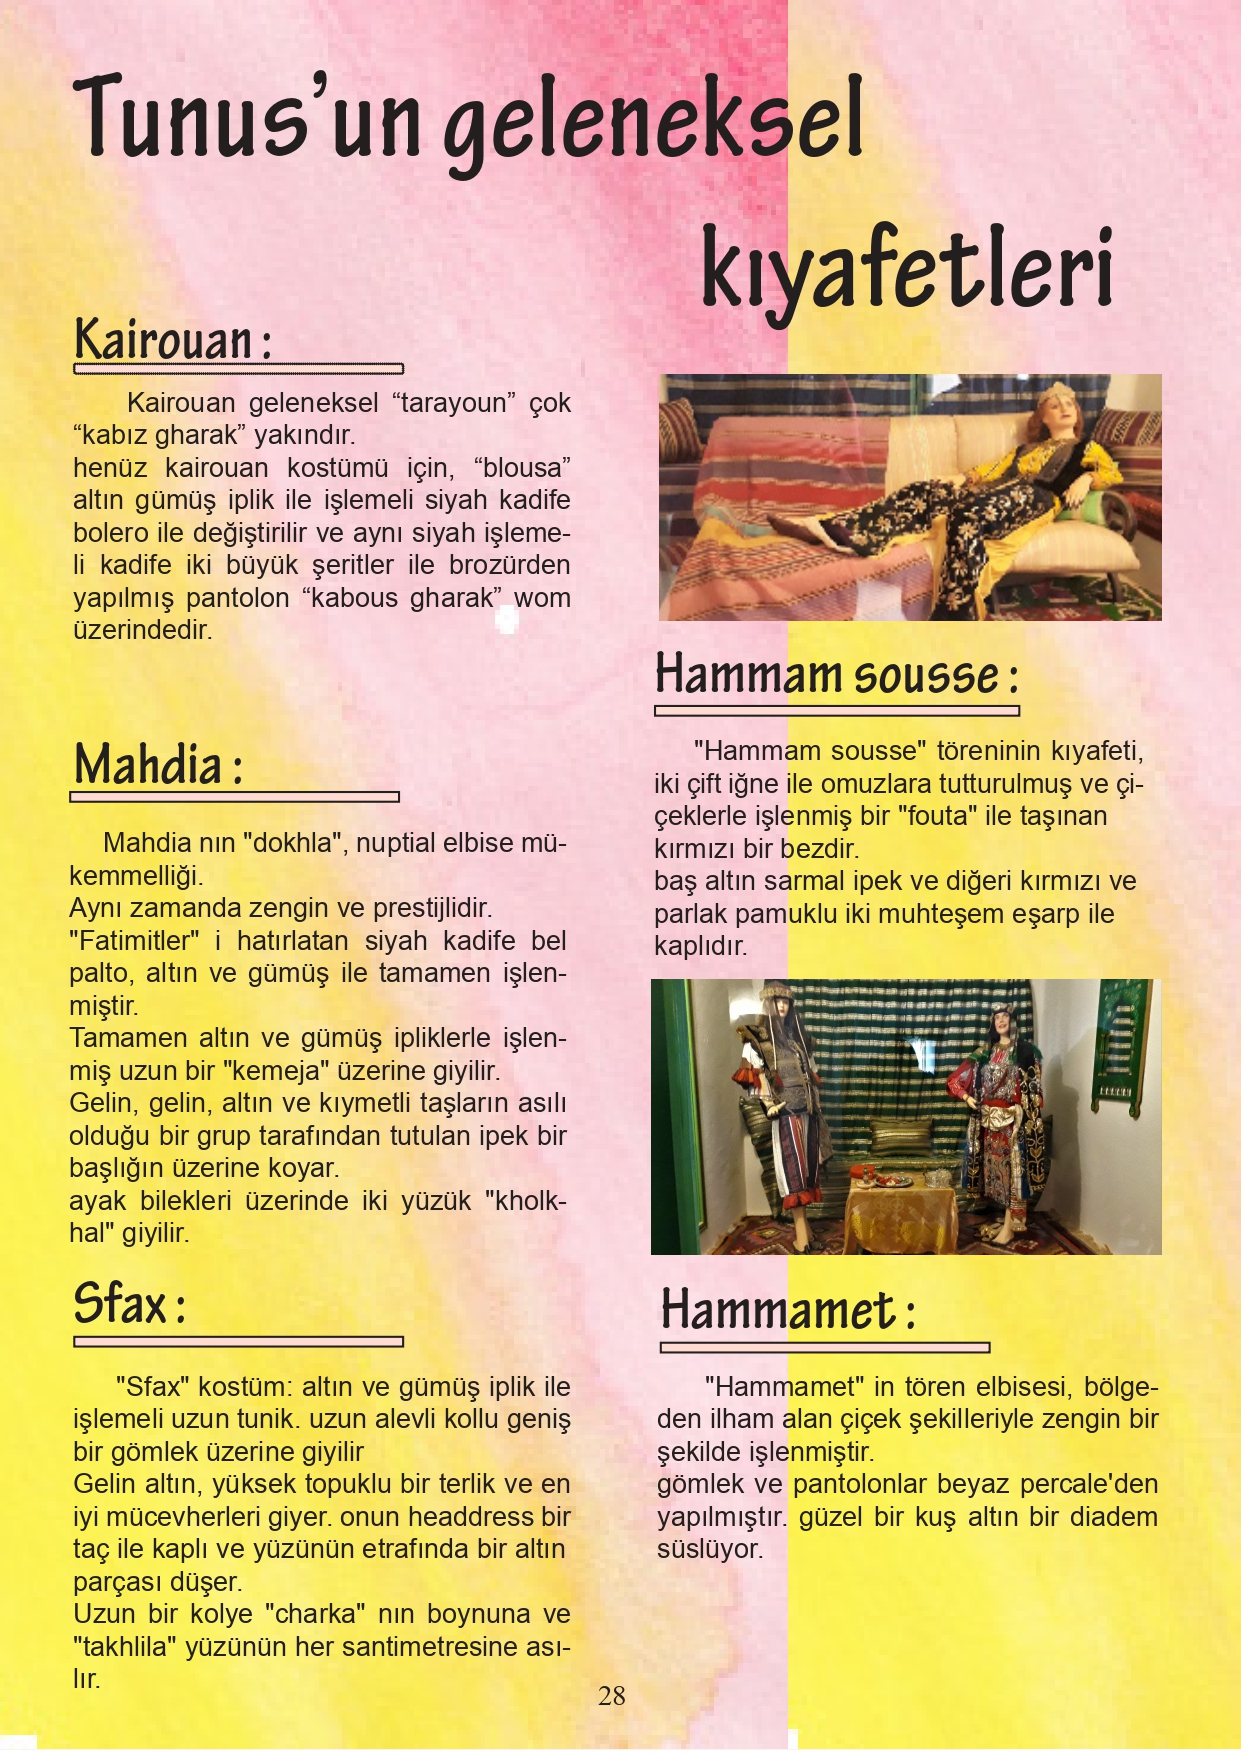 Tunus’un geleneksel
kıyafetleri
Kairouan :
Kairouan geleneksel “tarayoun” çok
“kabız gharak” yakındır.
henüz kairouan kostümü için, “blousa”
altın gümüş iplik ile işlemeli siyah kadife
bolero ile değiştirilir ve aynı siyah işleme-
li kadife iki büyük şeritler ile brozürden
yapılmış pantolon “kabous gharak” wom
üzerindedir.
Mahdia :
Mahdia nın "dokhla", nuptial elbise mü-
kemmelliği.
Aynı zamanda zengin ve prestijlidir.
"Fatimitler" i hatırlatan siyah kadife bel
palto, altın ve gümüş ile tamamen işlen-
miştir.
Tamamen altın ve gümüş ipliklerle işlen-
miş uzun bir "kemeja" üzerine giyilir.
Gelin, gelin, altın ve kıymetli taşların asılı
olduğu bir grup tarafından tutulan ipek bir
başlığın üzerine koyar.
ayak bilekleri üzerinde iki yüzük "kholk-
hal" giyilir.
Sfax :
"Sfax" kostüm: altın ve gümüş iplik ile
işlemeli uzun tunik. uzun alevli kollu geniş
bir gömlek üzerine giyilir
Gelin altın, yüksek topuklu bir terlik ve en
iyi mücevherleri giyer. onun headdress bir
taç ile kaplı ve yüzünün etrafında bir altın
parçası düşer.
Uzun bir kolye "charka" nın boynuna ve
"takhlila" yüzünün her santimetresine ası-
lır.
Hammam sousse :
"Hammam sousse" töreninin kıyafeti,
iki çift iğne ile omuzlara tutturulmuş ve çi-
çeklerle işlenmiş bir "fouta" ile taşınan
kırmızı bir bezdir.
baş altın sarmal ipek ve diğeri kırmızı ve
parlak pamuklu iki muhteşem eşarp ile
kaplıdır.
Hammamet :
"Hammamet" in tören elbisesi, bölge-
den ilham alan çiçek şekilleriyle zengin bir
şekilde işlenmiştir.
gömlek ve pantolonlar beyaz percale'den
yapılmıştır. güzel bir kuş altın bir diadem
süslüyor.
28